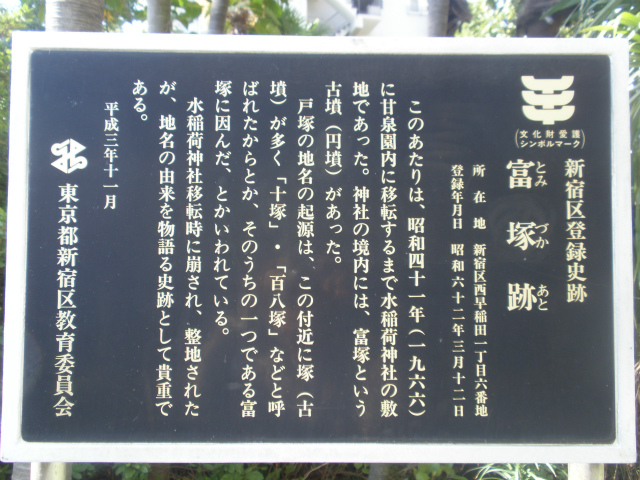 新宿区登録史跡
(文化財愛護
シンボルマーク)
富塚跡
とみづかあと
所在地 新宿区西早稲田一丁目六番地
登録年月日 昭和六十二年三月十二日
このあたりは、昭和四十一年(一九六六)
に甘泉園内に移転するまで水稲荷神社の敷
地であった。神社の境内には、富塚という
古墳(円墳)があった。
戸塚の地名の起源は、この付近に塚(古
墳)が多く「十塚」・「百八塚」などと呼
ばれたからとか、そのうちの一つである富
塚に因んだ、とかいわれている。
水稲荷神社移転時に崩され、整地された
が、地名の由来を物語る史跡として貴重で
ある。
平成三年十一月
東京都新宿区教育委員会